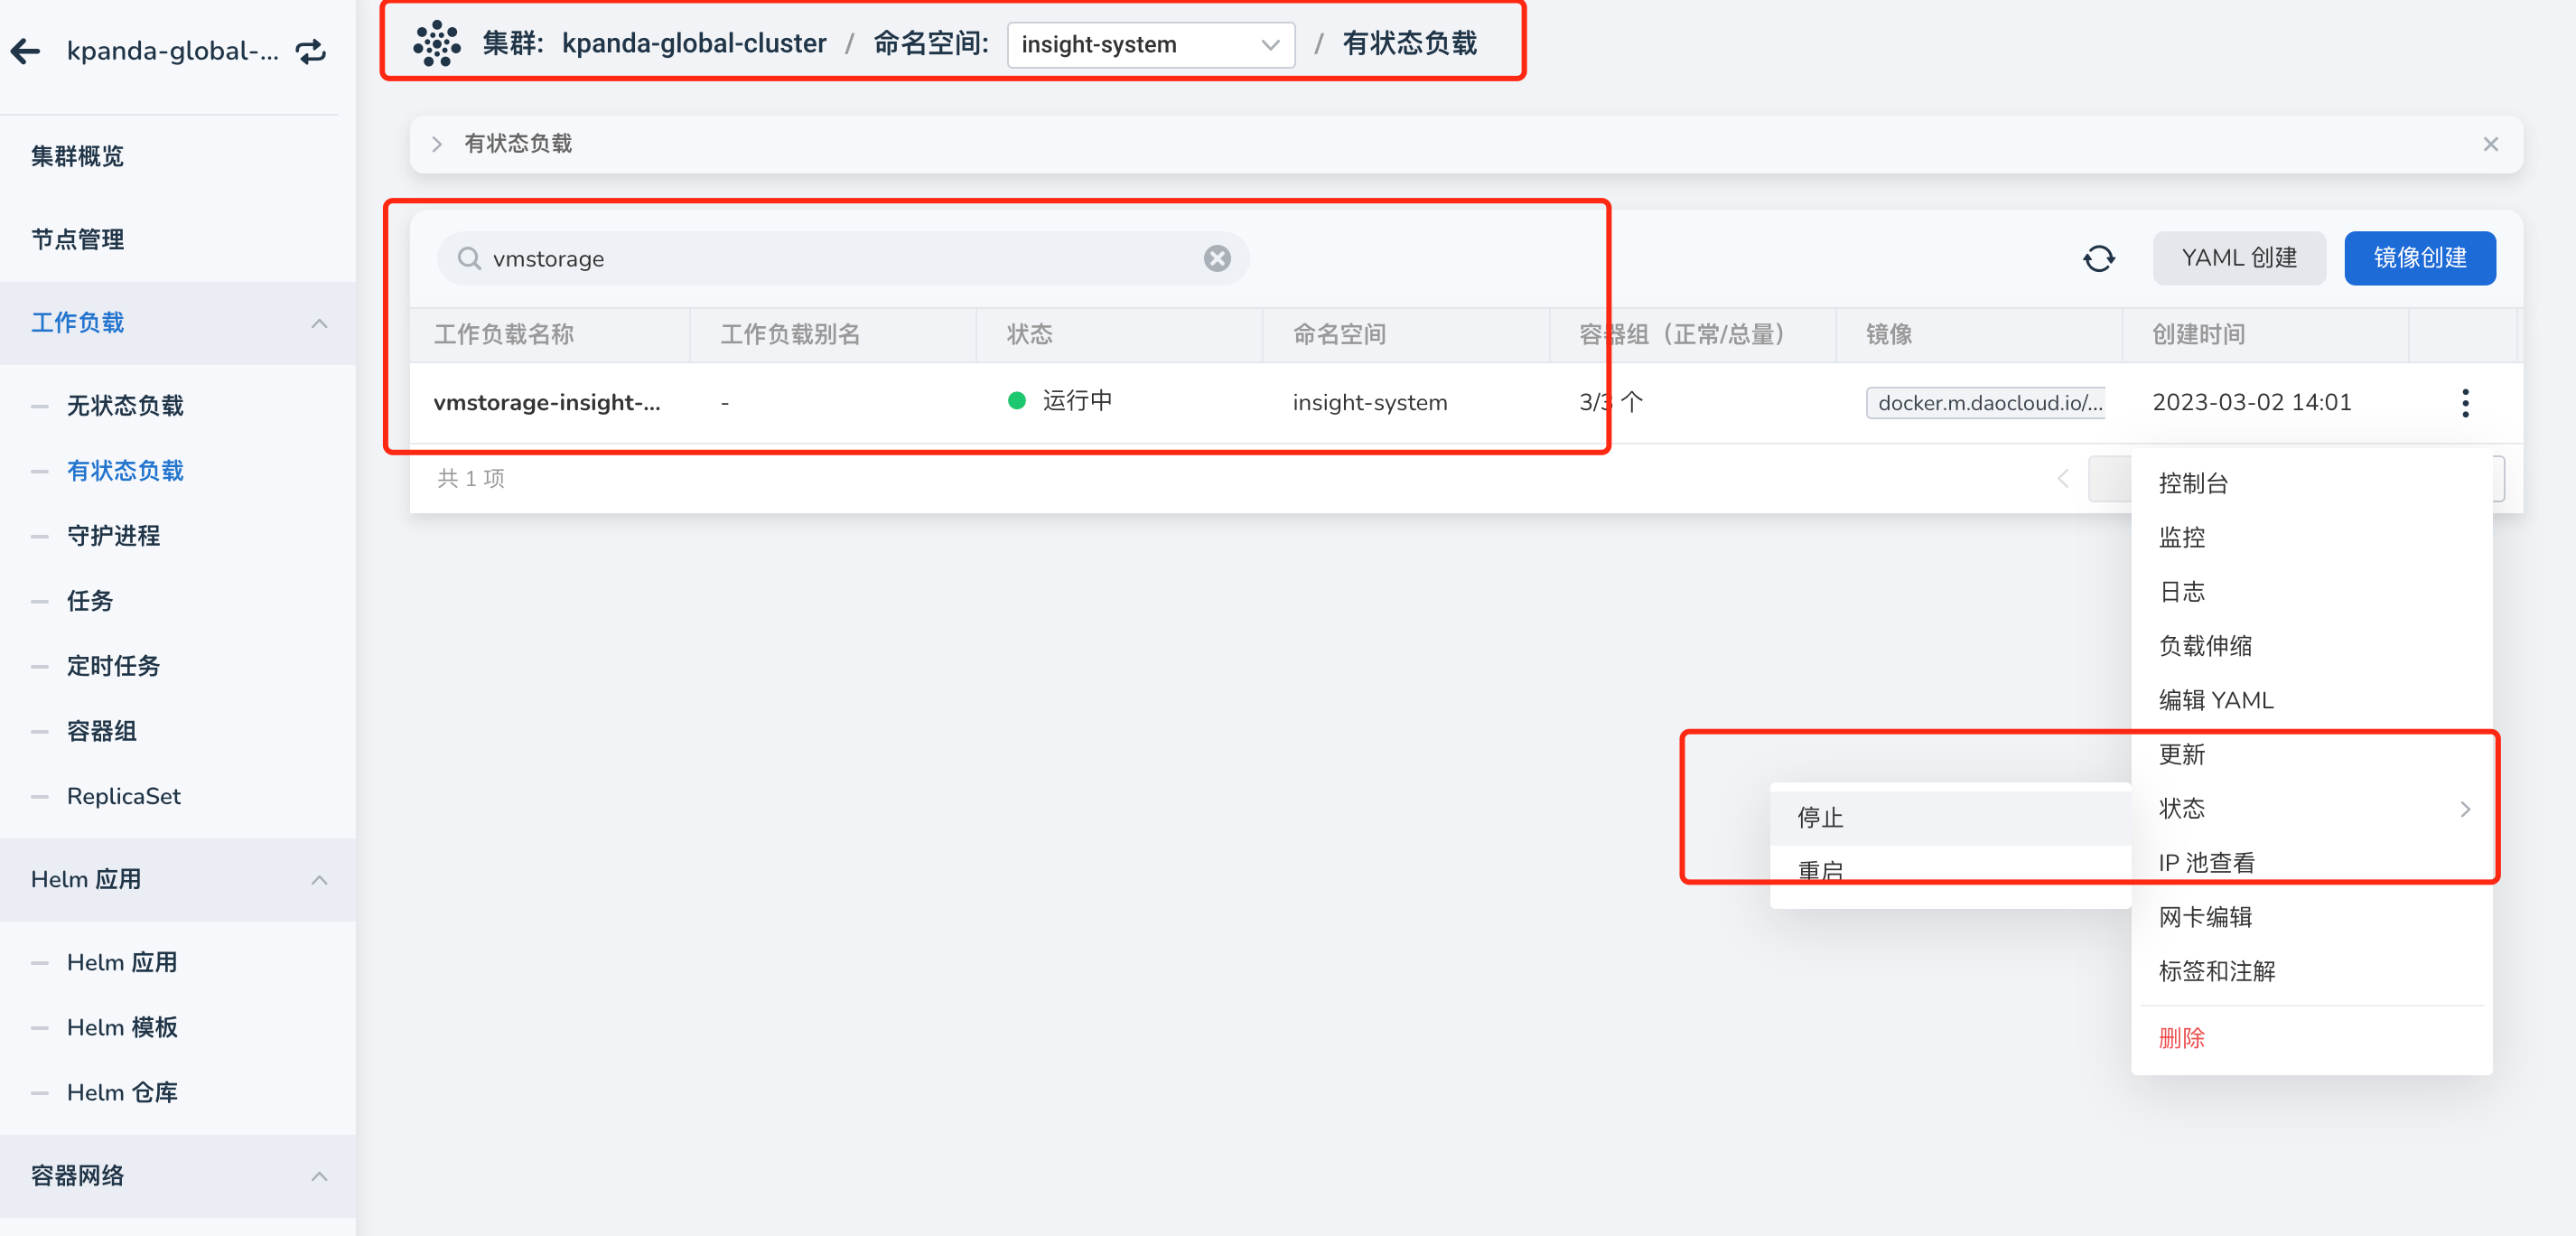 kpanda-global-...
集群: kpanda-global-cluster / 命名空间: insight-system / 有状态负载
集群概览
节点管理
工作负载
无状态负载
有状态负载
守护进程
任务
定时任务
容器组
ReplicaSet
Helm 应用
Helm 应用
Helm 模板
Helm 仓库
容器网络
有状态负载
vmstorage
YAML 创建
镜像创建
工作负载名称 工作负载别名 状态 命名空间 容器组（正常/总量） 镜像 创建时间
vmstorage-insight-... - 运行中 insight-system 3/3 个 docker.m.daocloud.io/... 2023-03-02 14:01
共 1 项
控制台
监控
日志
负载伸缩
编辑 YAML
更新
状态
IP 池查看
网卡编辑
标签和注解
删除
停止
重启